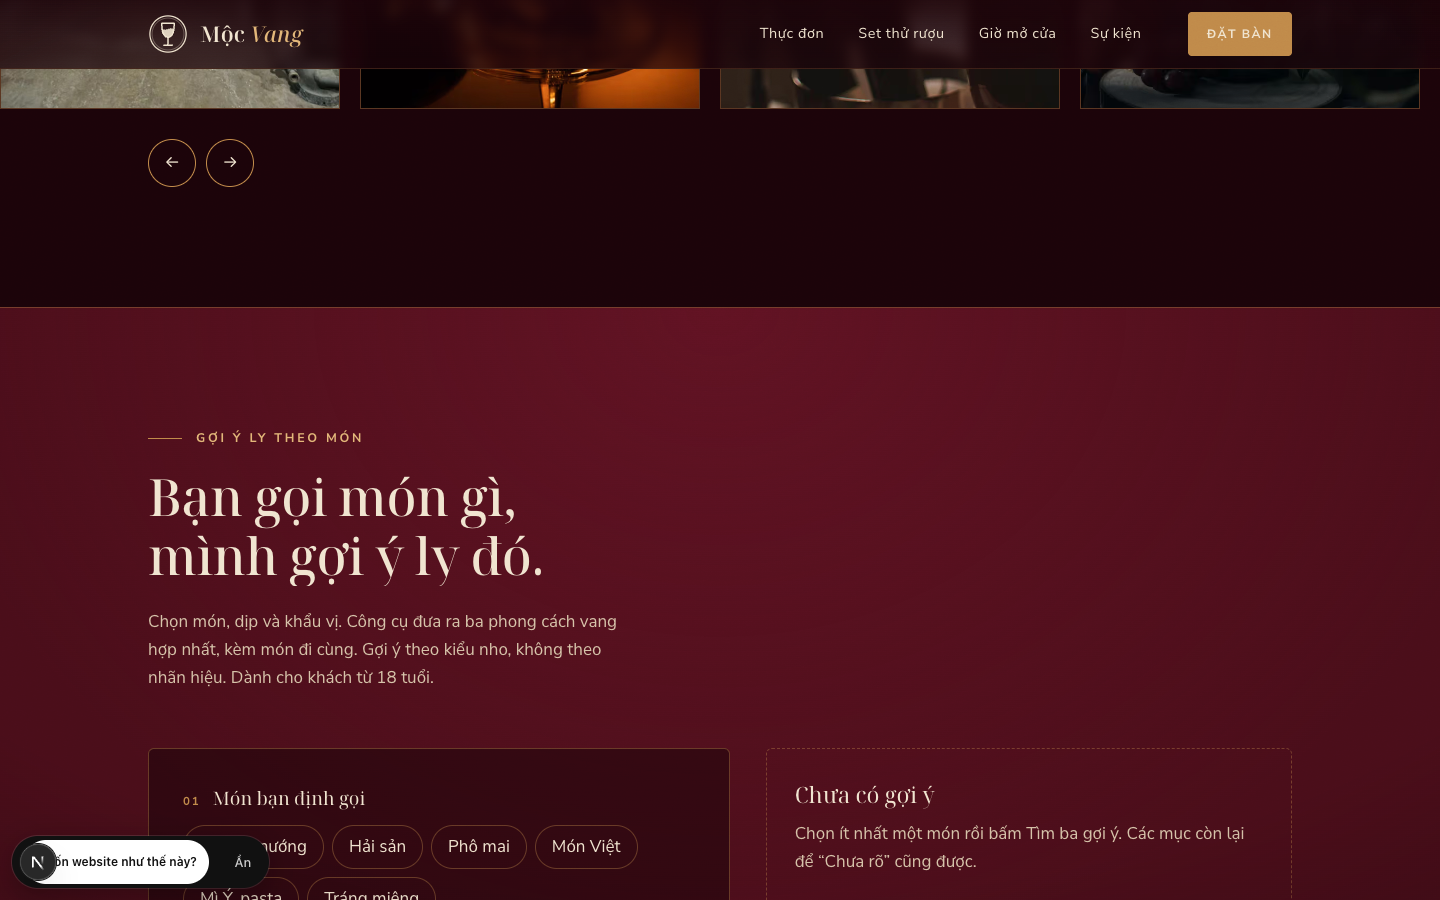 Mộc Vang
Thực đơn
Set thử rượu
Giờ mở cửa
Sự kiện
ĐẶT BÀN
GỢI Ý LY THEO MÓN
Bạn gọi món gì,
mình gợi ý ly đó.
Chọn món, dịp và khẩu vị. Công cụ đưa ra ba phong cách vang
hợp nhất, kèm món đi cùng. Gợi ý theo kiểu nho, không theo
nhãn hiệu. Dành cho khách từ 18 tuổi.
01 Món bạn định gọi
Hải sản
Phô mai
Món Việt
Mì Ý, pasta
Tráng miệng
Chưa có gợi ý
Chọn ít nhất một món rồi bấm Tìm ba gợi ý. Các mục còn lại
để “Chưa rõ” cũng được.
website như thế này?
Ẩn